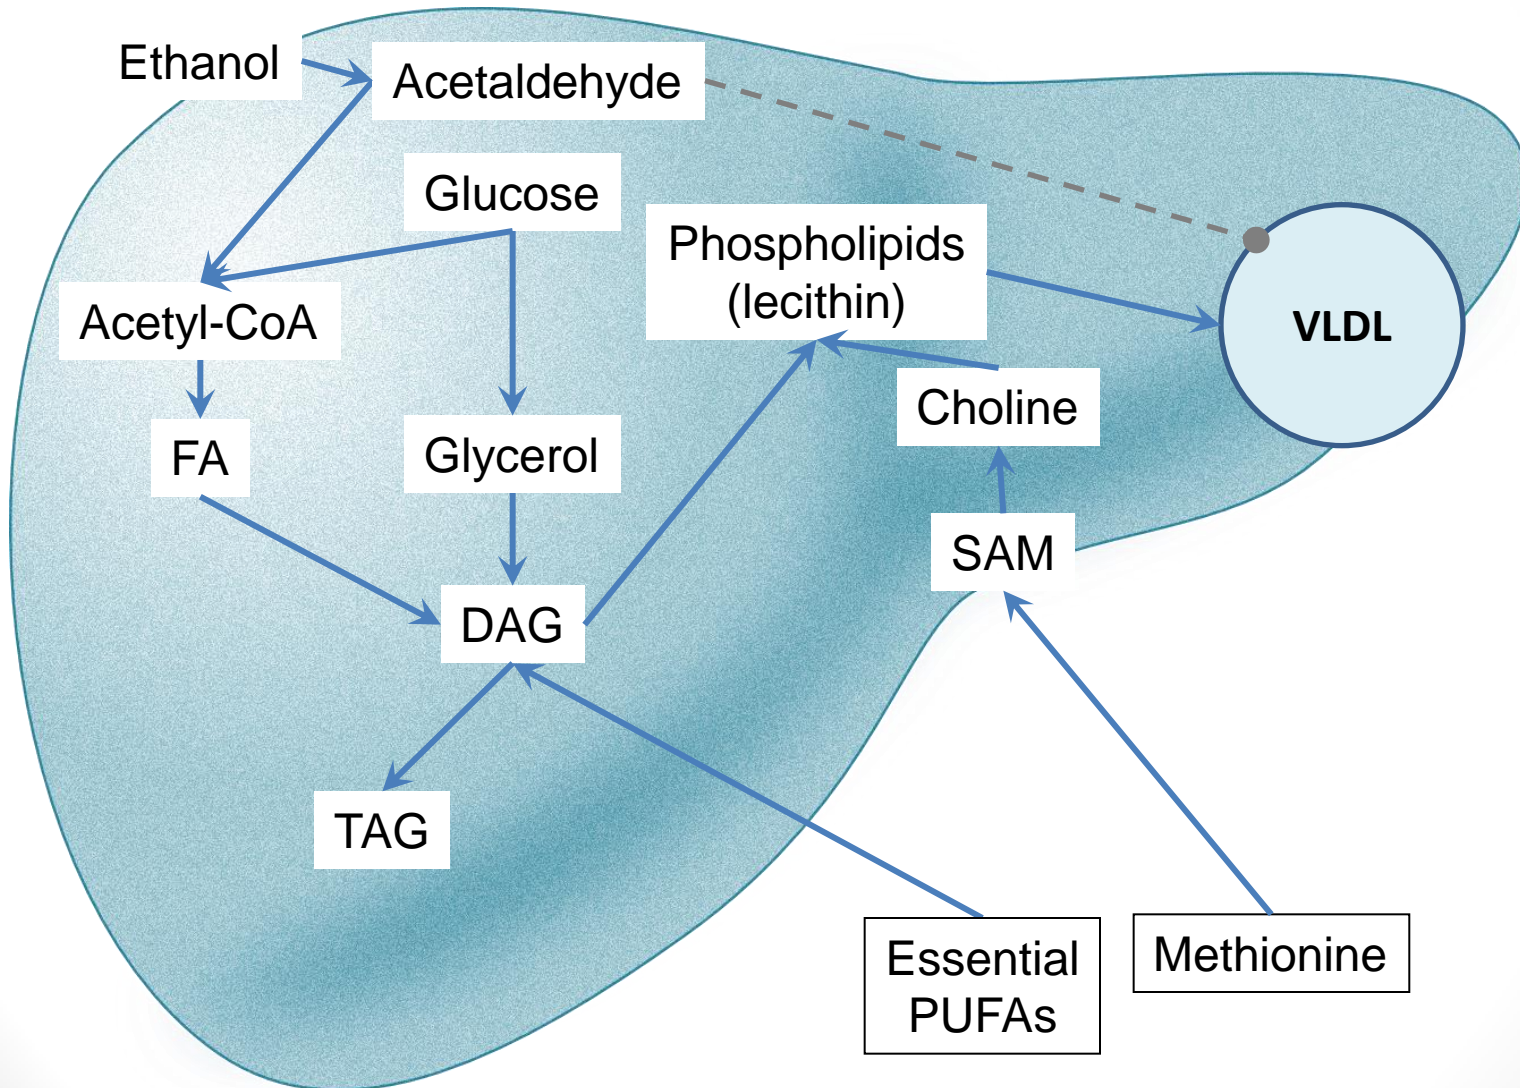 Ethanol
Acetaldehyde
Glucose
Phospholipids
(lecithin)
Acetyl-CoA
VLDL
Choline
FA
Glycerol
SAM
DAG
TAG
Essential
PUFAs
Methionine